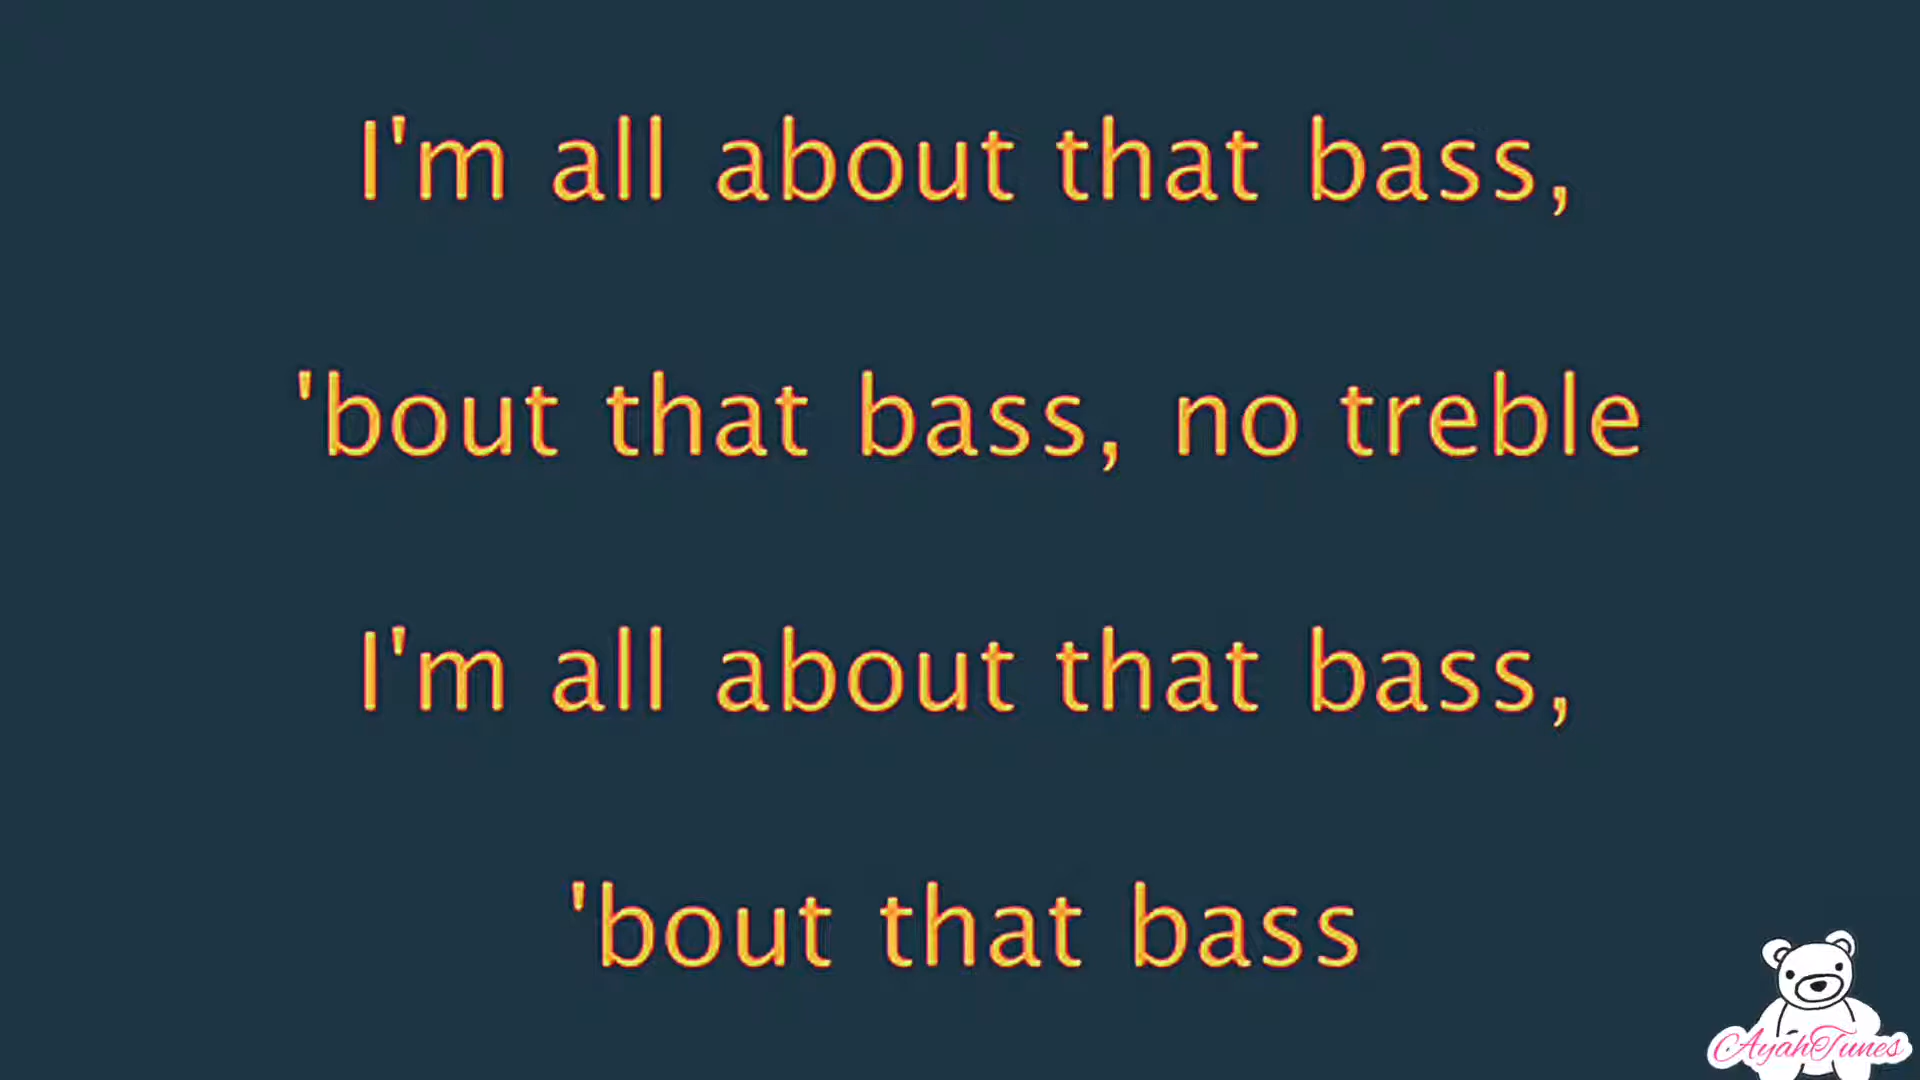 I'm all about that bass,
'bout that bass, no treble
I'm all about that bass,
'bout that bass
AyahTunes